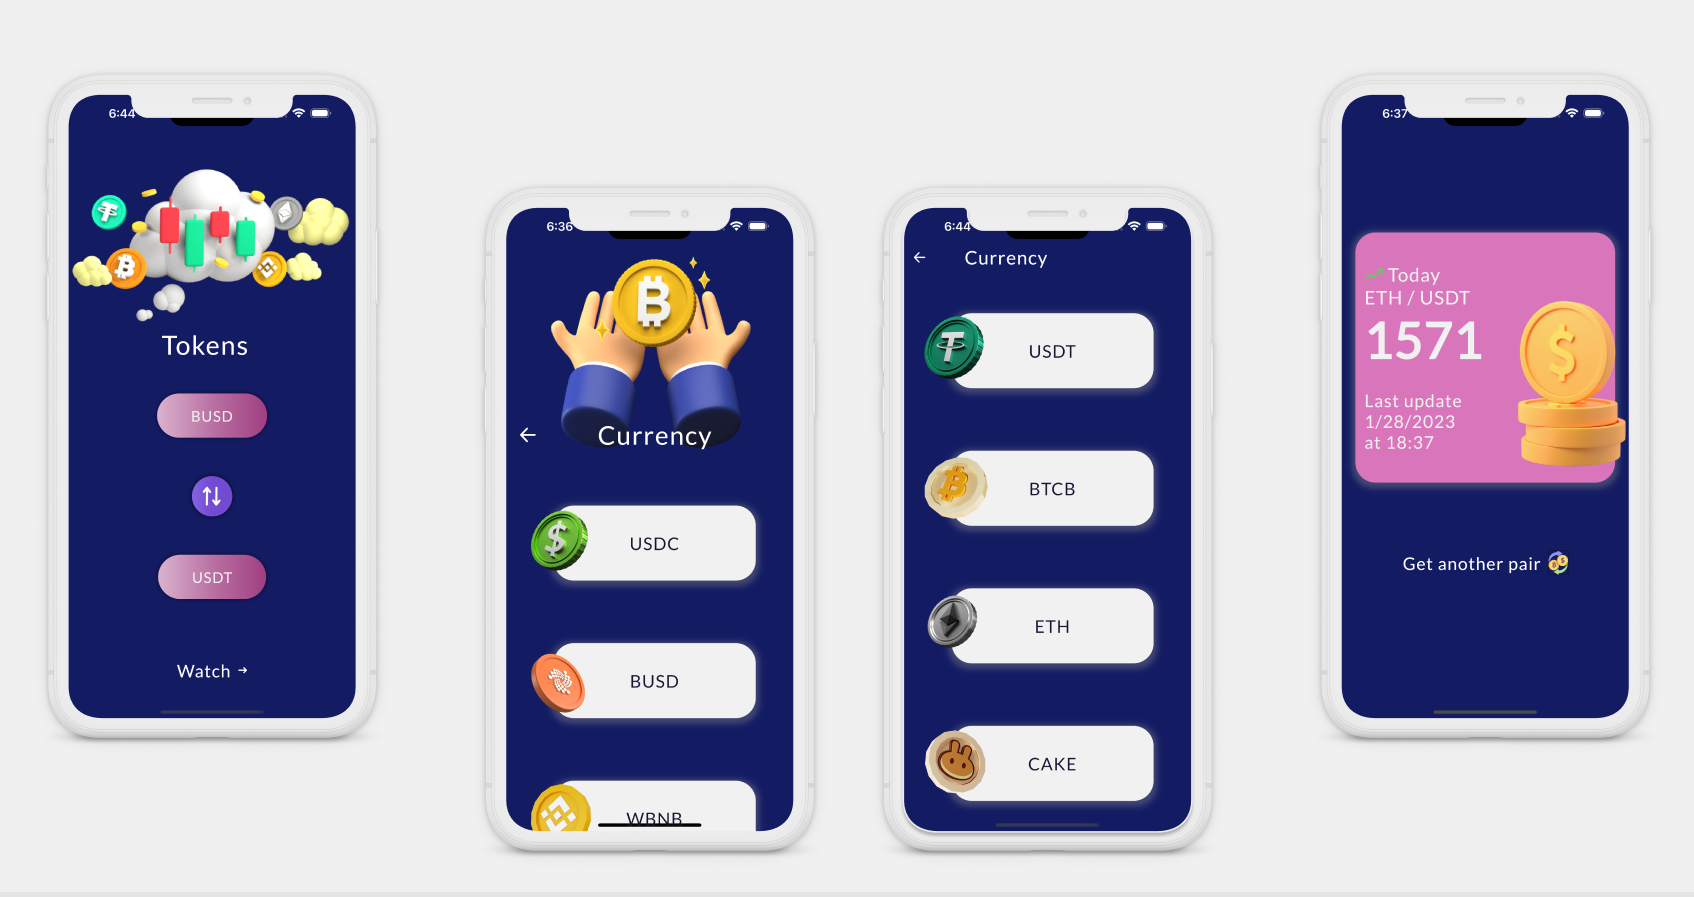 6:44
Tokens
BUSD
USDT
Watch →
6:36
Currency
USDC
BUSD
WBNB
6:44
Currency
USDT
BTCB
ETH
CAKE
6:37
Today
ETH / USDT
1571
Last update
1/28/2023
at 18:37
Get another pair